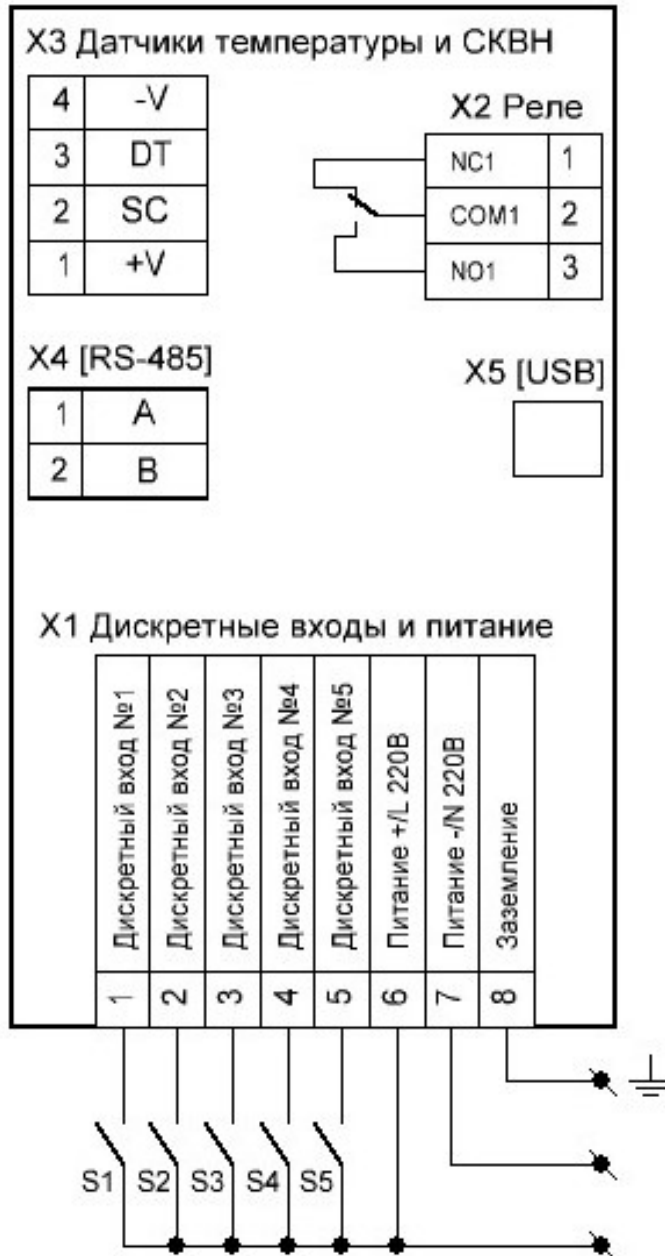 X3 Датчики температуры и СКВН
4 -V
3 DT
2 SC
1 +V
X2 Реле
NC1 1
COM1 2
NO1 3
X4 [RS-485]
1 A
2 B
X5 [USB]
X1 Дискретные входы и питание
Дискретный вход №1
Дискретный вход №2
Дискретный вход №3
Дискретный вход №4
Дискретный вход №5
Питание +/L 220В
Питание -/N 220В
Заземление
1 2 3 4 5 6 7 8
S1 S2 S3 S4 S5